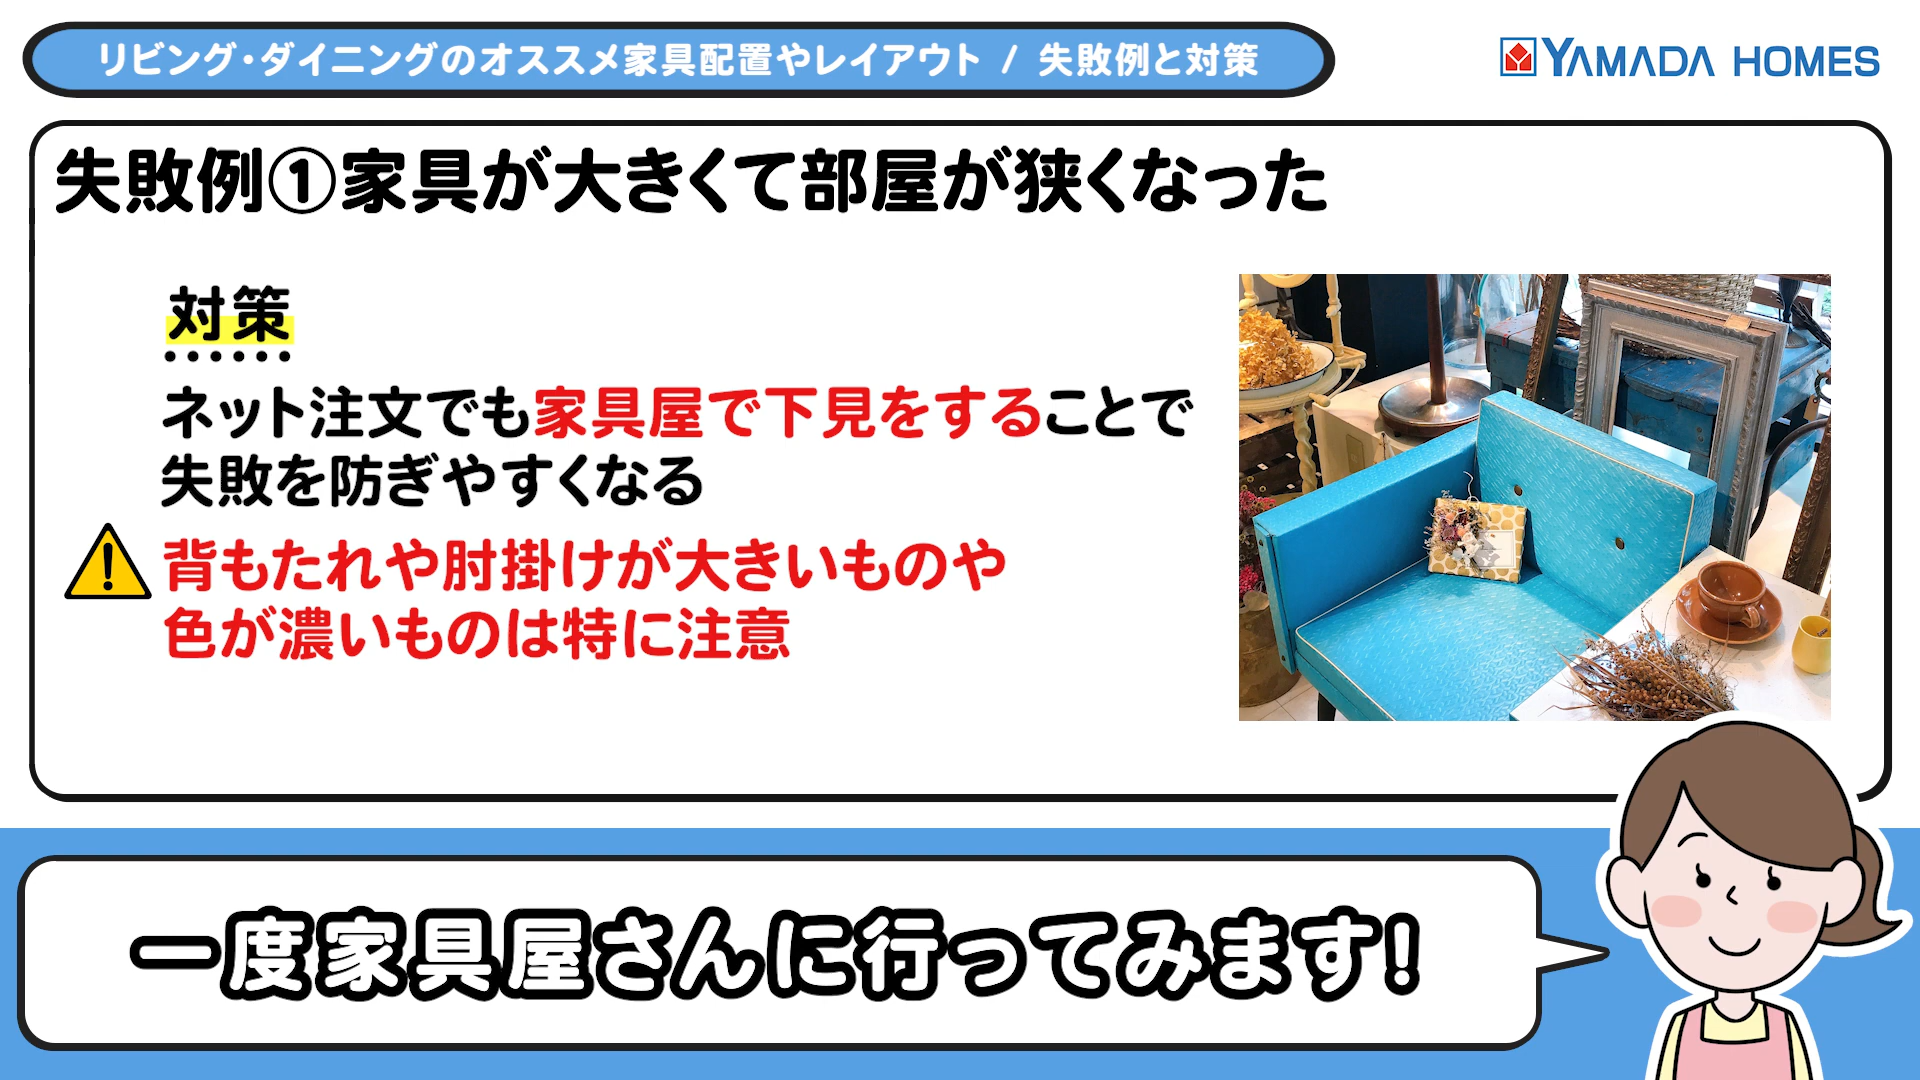 リビング・ダイニングのオススメ家具配置やレイアウト / 失敗例と対策
YAMADA HOMES
失敗例①家具が大きくて部屋が狭くなった
対策
ネット注文でも家具屋で下見をすることで
失敗を防ぎやすくなる
背もたれや肘掛けが大きいものや
色が濃いものは特に注意
一度家具屋さんに行ってみます!